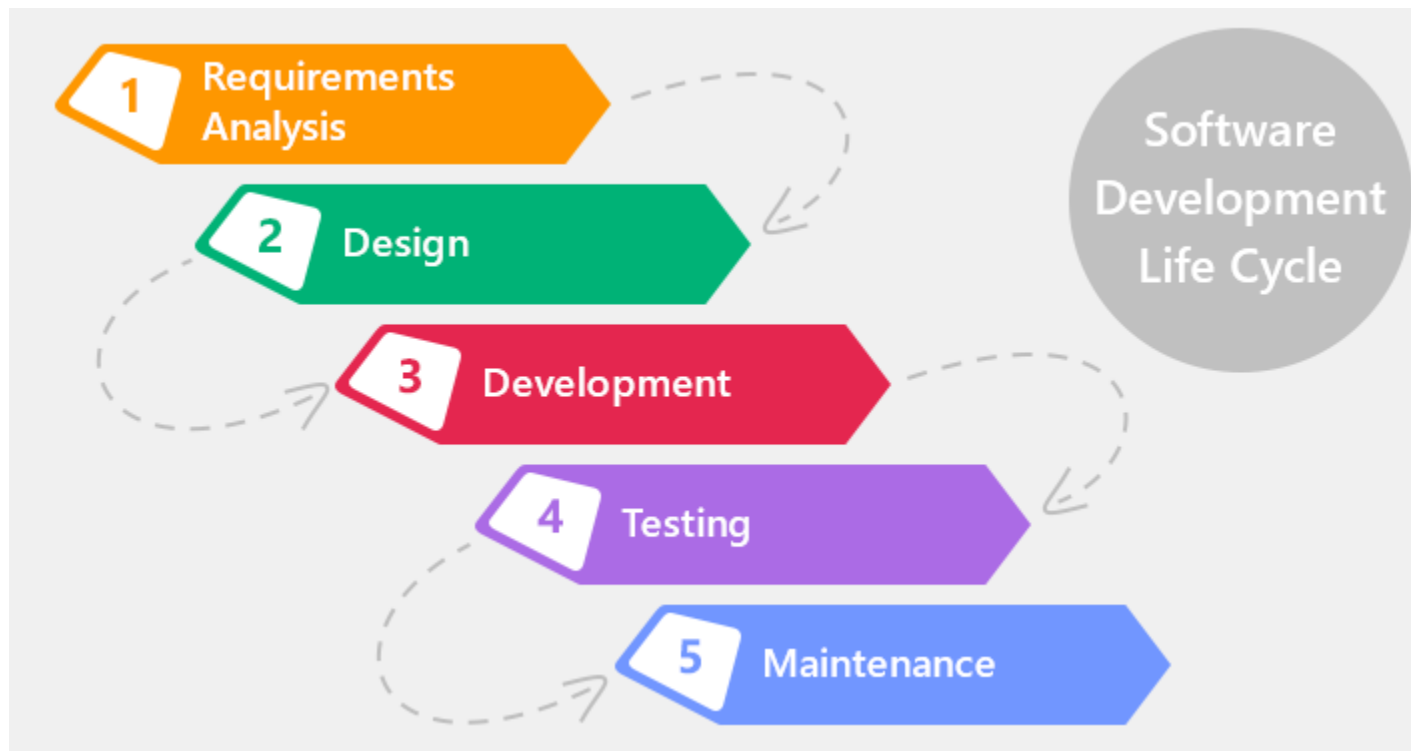 1
Requirements
Analysis
2
Design
3
Development
4
Testing
5
Maintenance
Software
Development
Life Cycle